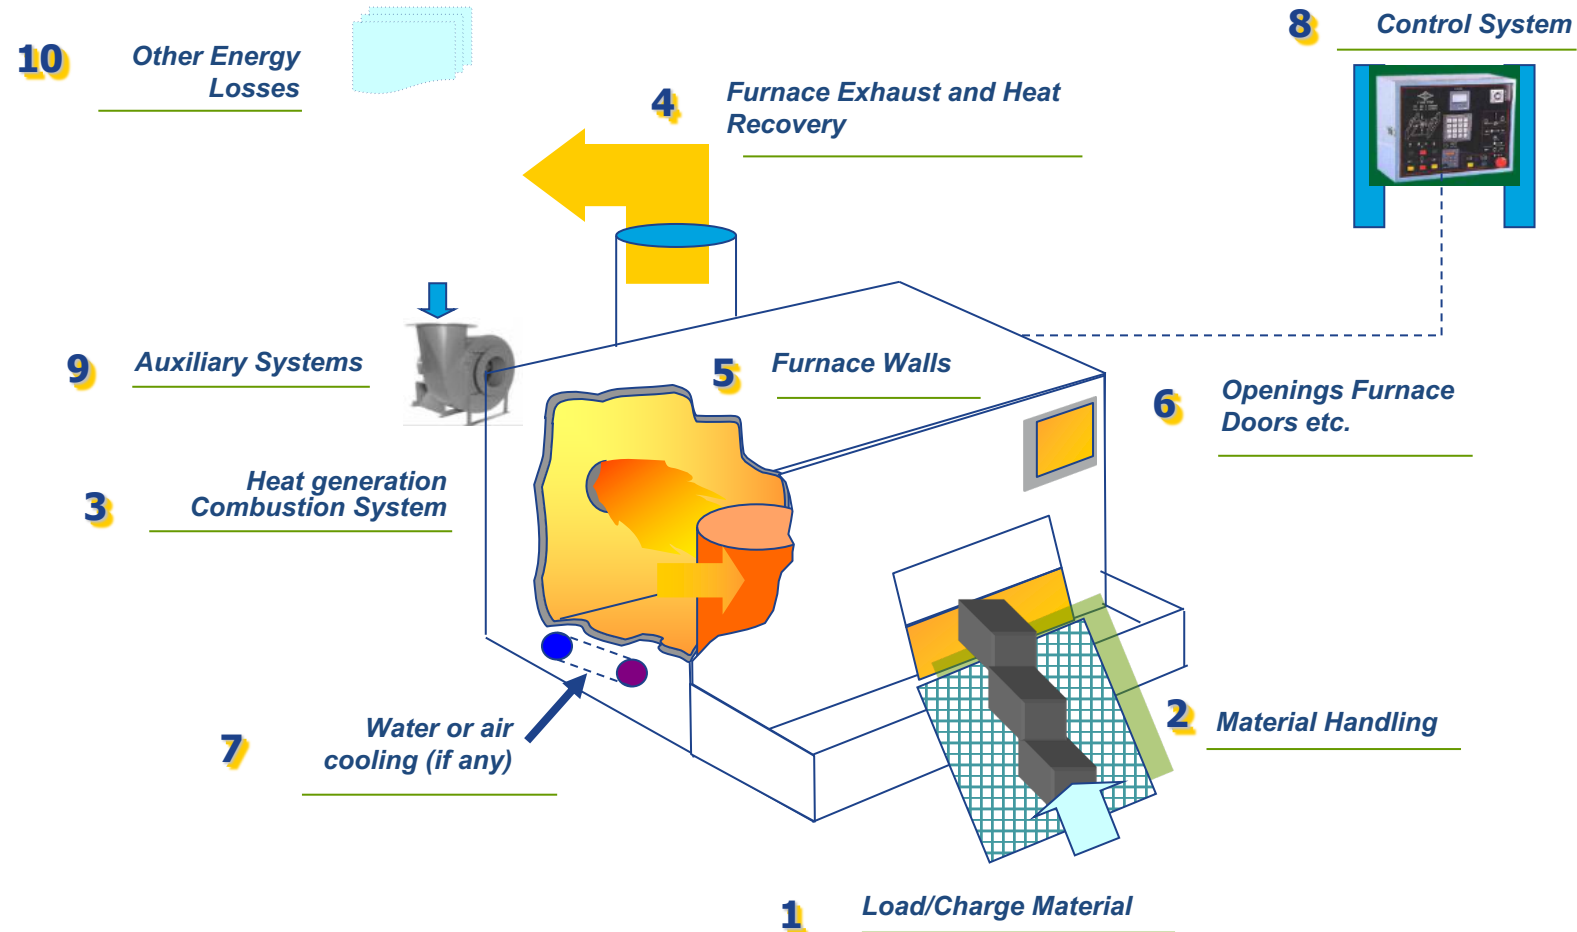 8 Control System
10 Other Energy
Losses
4 Furnace Exhaust and Heat
Recovery
9 Auxiliary Systems
5 Furnace Walls
6 Openings Furnace
Doors etc.
3 Heat generation
Combustion System
2 Material Handling
7 Water or air
cooling (if any)
1 Load/Charge Material